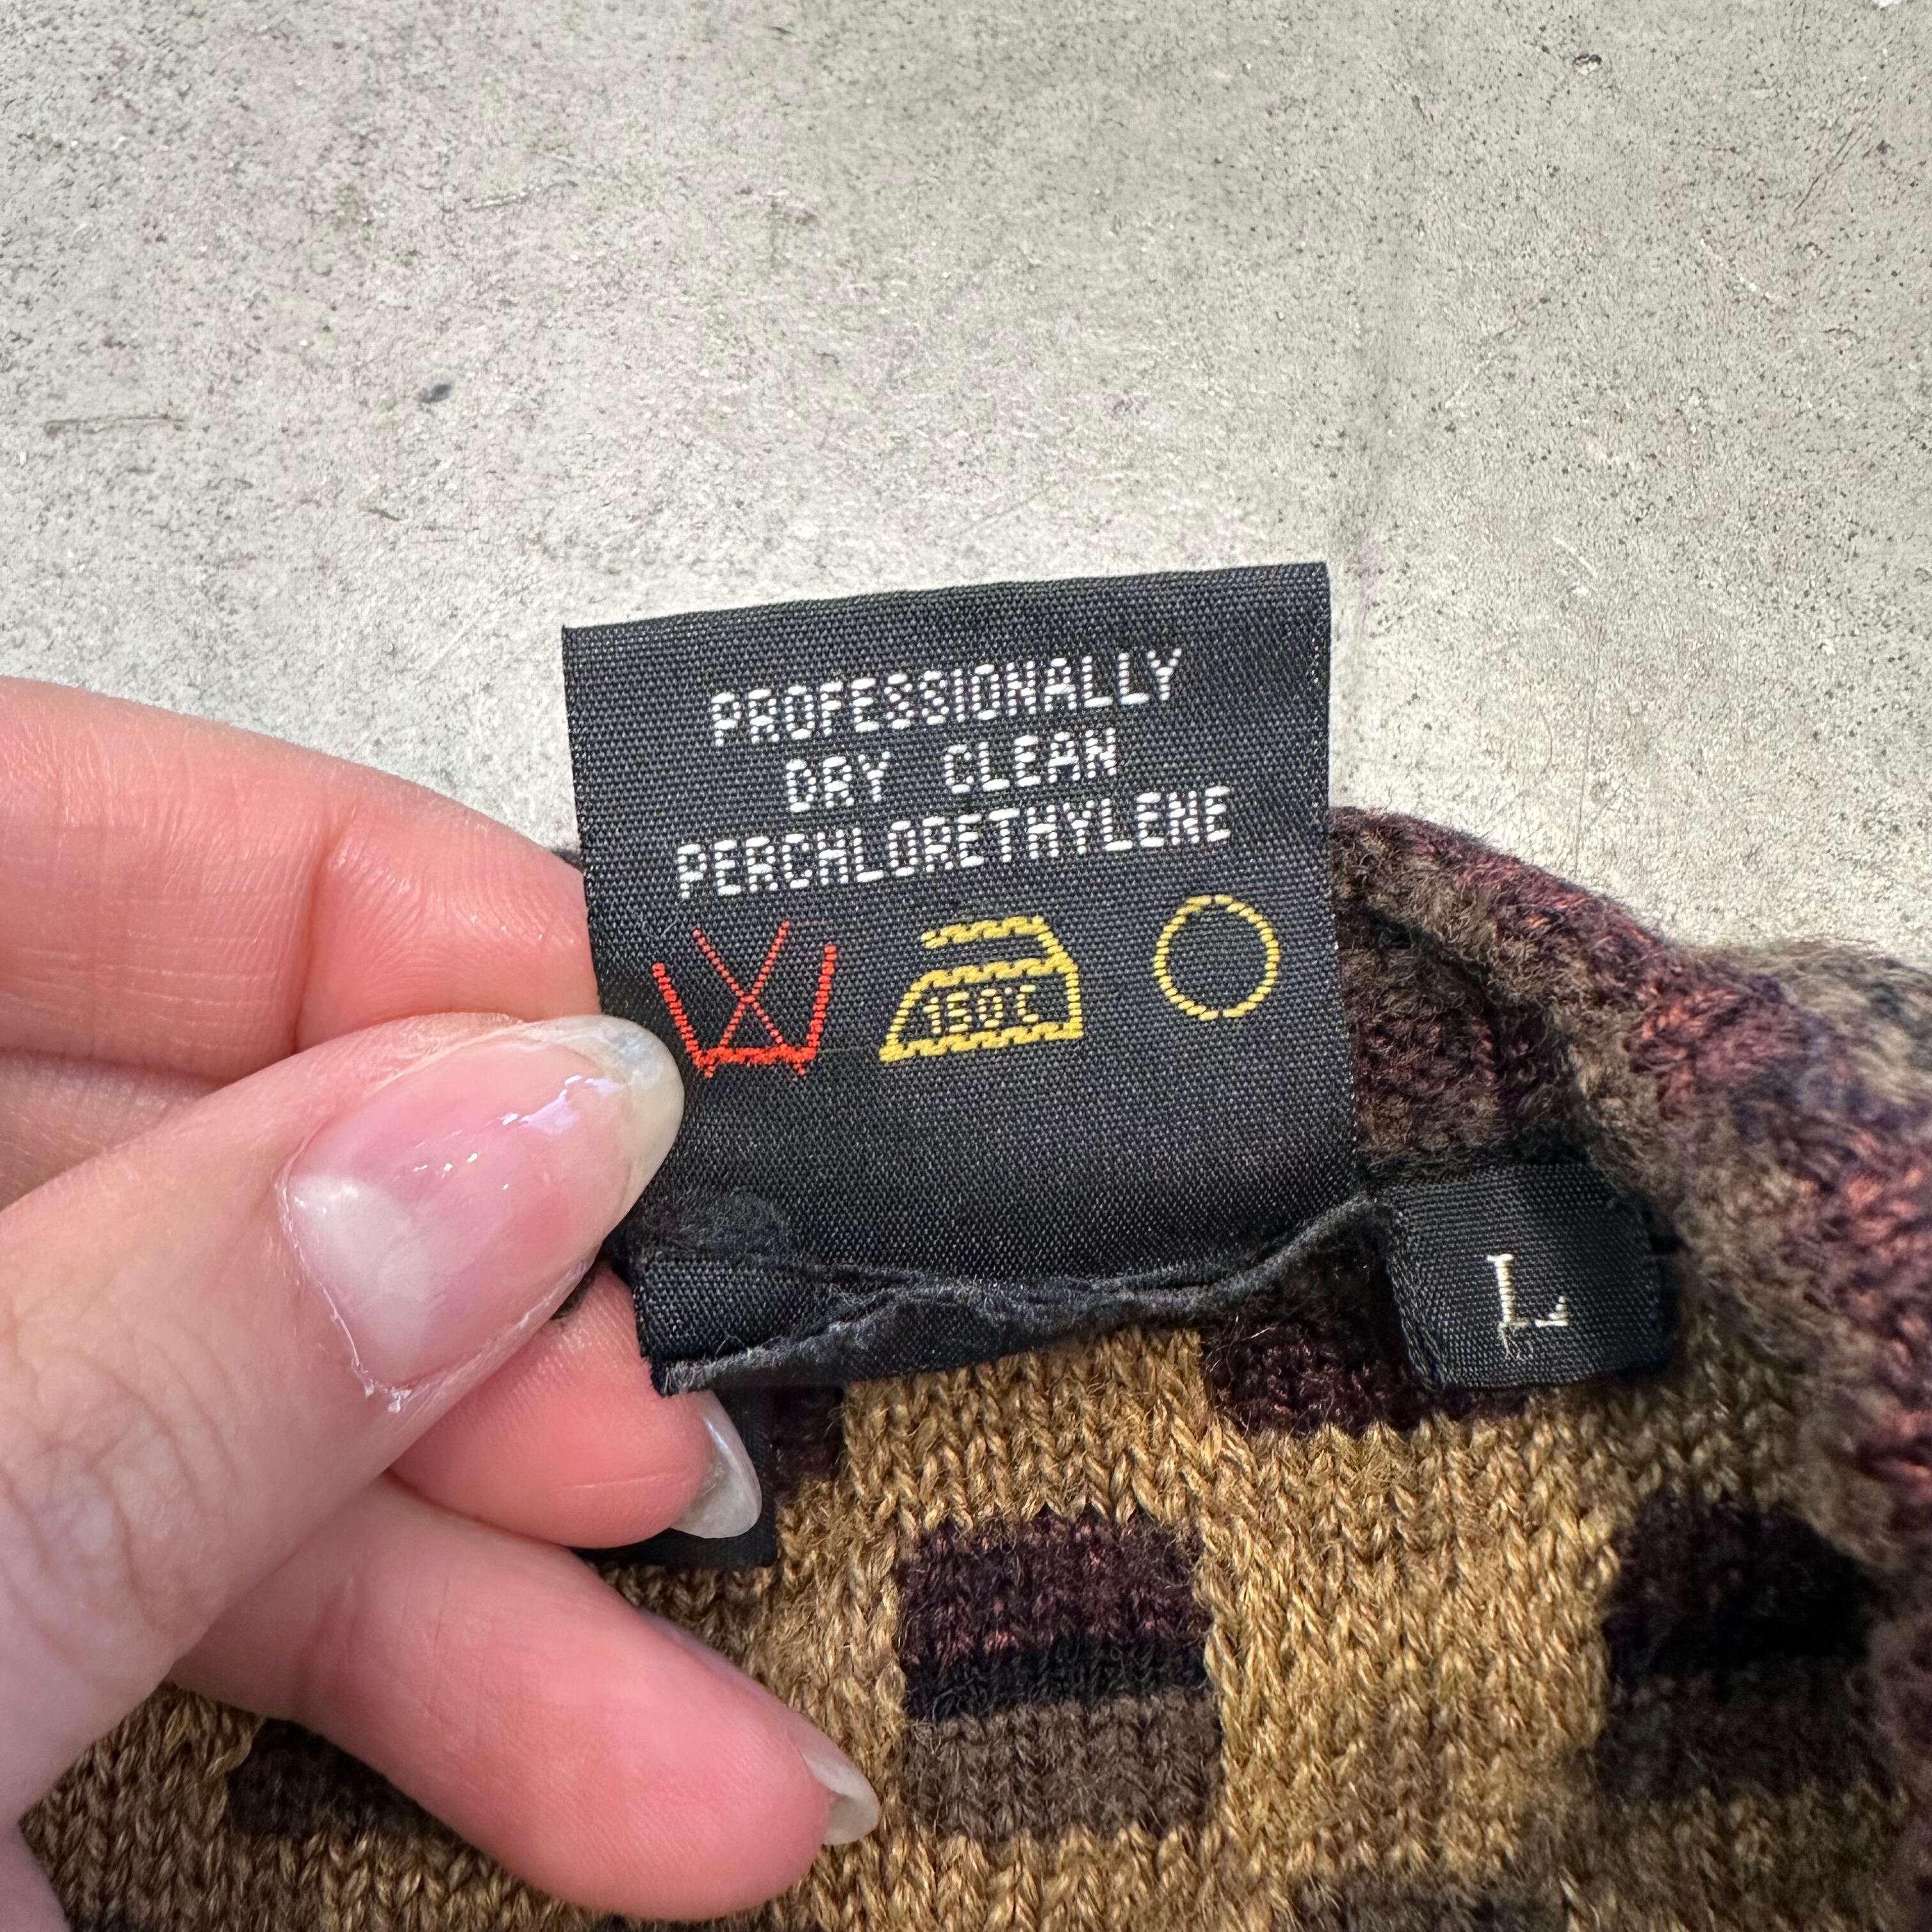 PROFESSIONALLY
DRY CLEAN
PERCHLORETHYLENE
150°C
L